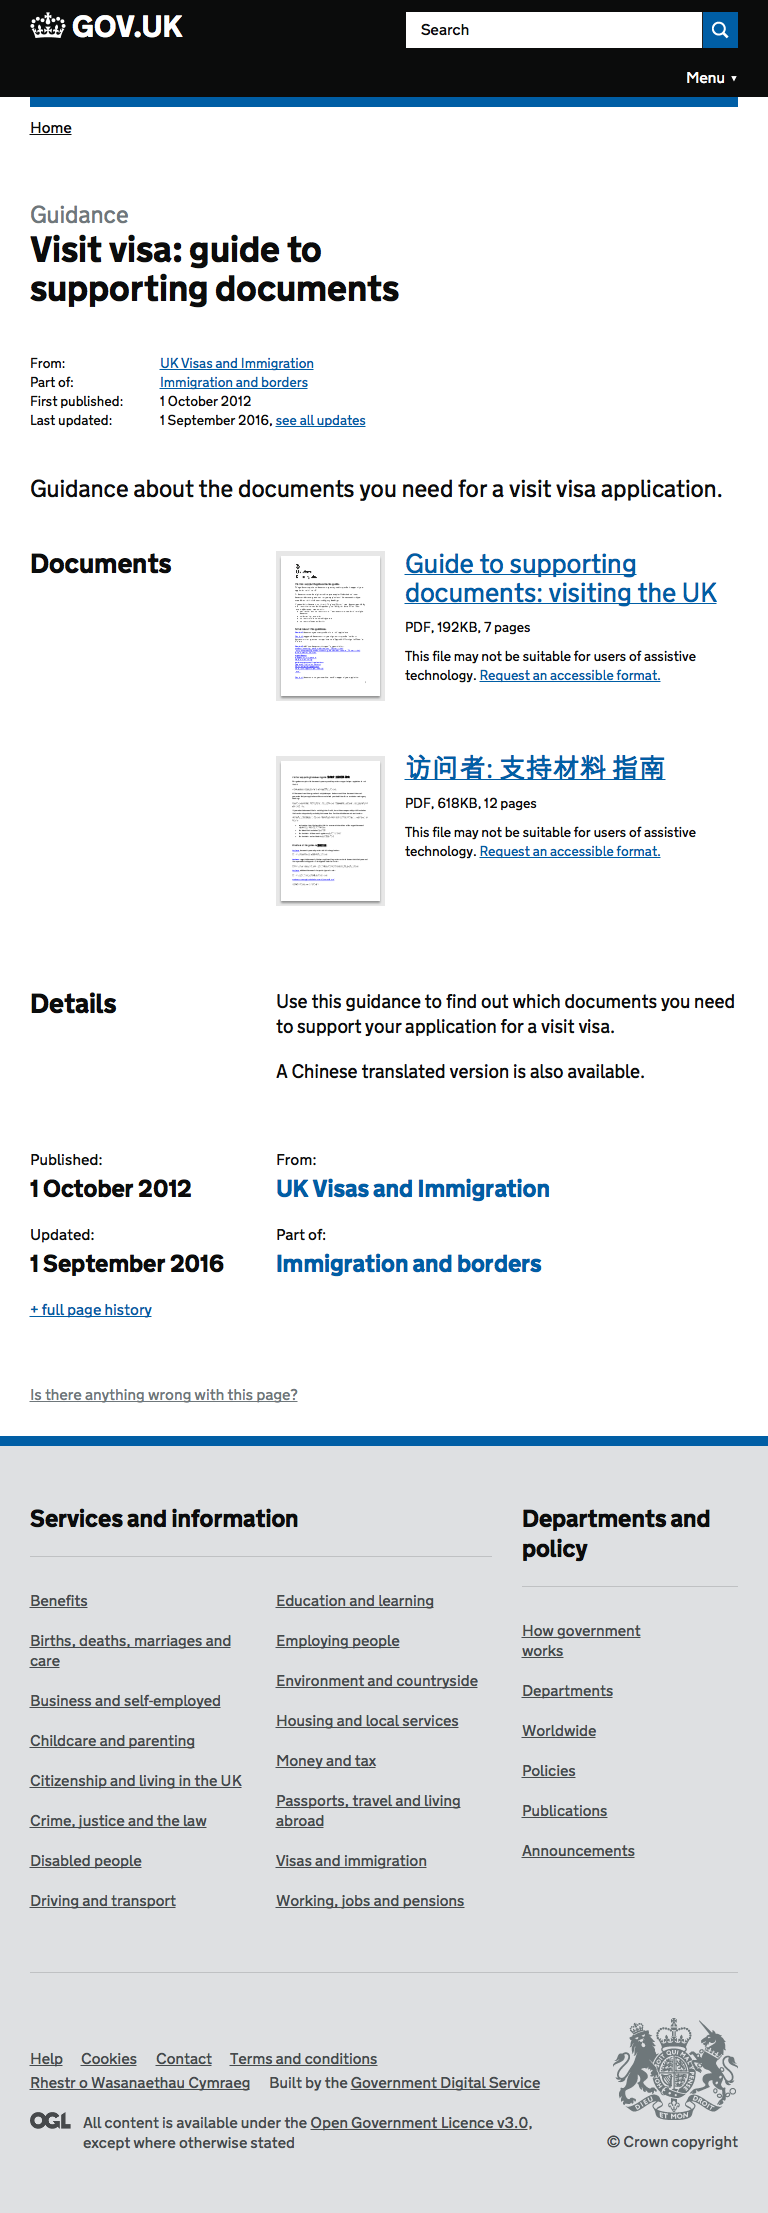 GOV.UK
Search
Menu ▼
Home
Guidance
Visit visa: guide to
supporting documents
From: UK Visas and Immigration
Part of: Immigration and borders
First published: 1 October 2012
Last updated: 1 September 2016, see all updates
Guidance about the documents you need for a visit visa application.
Documents
Guide to supporting
documents: visiting the UK
PDF, 192KB, 7 pages
This file may not be suitable for users of assistive
technology. Request an accessible format.
访问者: 支持材料 指南
PDF, 618KB, 12 pages
This file may not be suitable for users of assistive
technology. Request an accessible format.
Details
Use this guidance to find out which documents you need
to support your application for a visit visa.
A Chinese translated version is also available.
Published:
1 October 2012
From:
UK Visas and Immigration
Updated:
1 September 2016
Part of:
Immigration and borders
+ full page history
Is there anything wrong with this page?
Services and information
Benefits
Births, deaths, marriages and
care
Business and self-employed
Childcare and parenting
Citizenship and living in the UK
Crime, justice and the law
Disabled people
Driving and transport
Education and learning
Employing people
Environment and countryside
Housing and local services
Money and tax
Passports, travel and living
abroad
Visas and immigration
Working, jobs and pensions
Departments and
policy
How government
works
Departments
Worldwide
Policies
Publications
Announcements
Help Cookies Contact Terms and conditions
Rhestr o Wasanaethau Cymraeg Built by the Government Digital Service
OGL All content is available under the Open Government Licence v3.0,
except where otherwise stated
DIEU ET MON DROIT
© Crown copyright